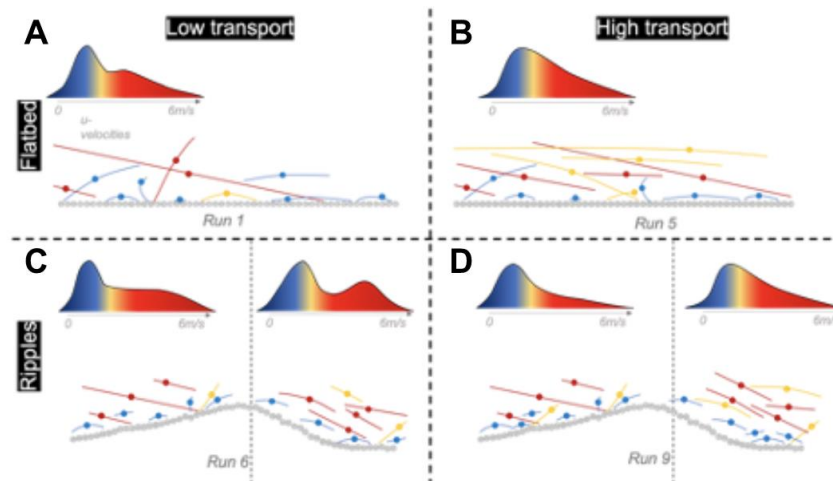 A
Low transport
B
High transport
Flatbed
0
6m/s
u-
velocities
Run 1
0
6m/s
Run 5
C
D
Ripples
0
6m/s
0
6m/s
0
6m/s
0
6m/s
Run 6
Run 9